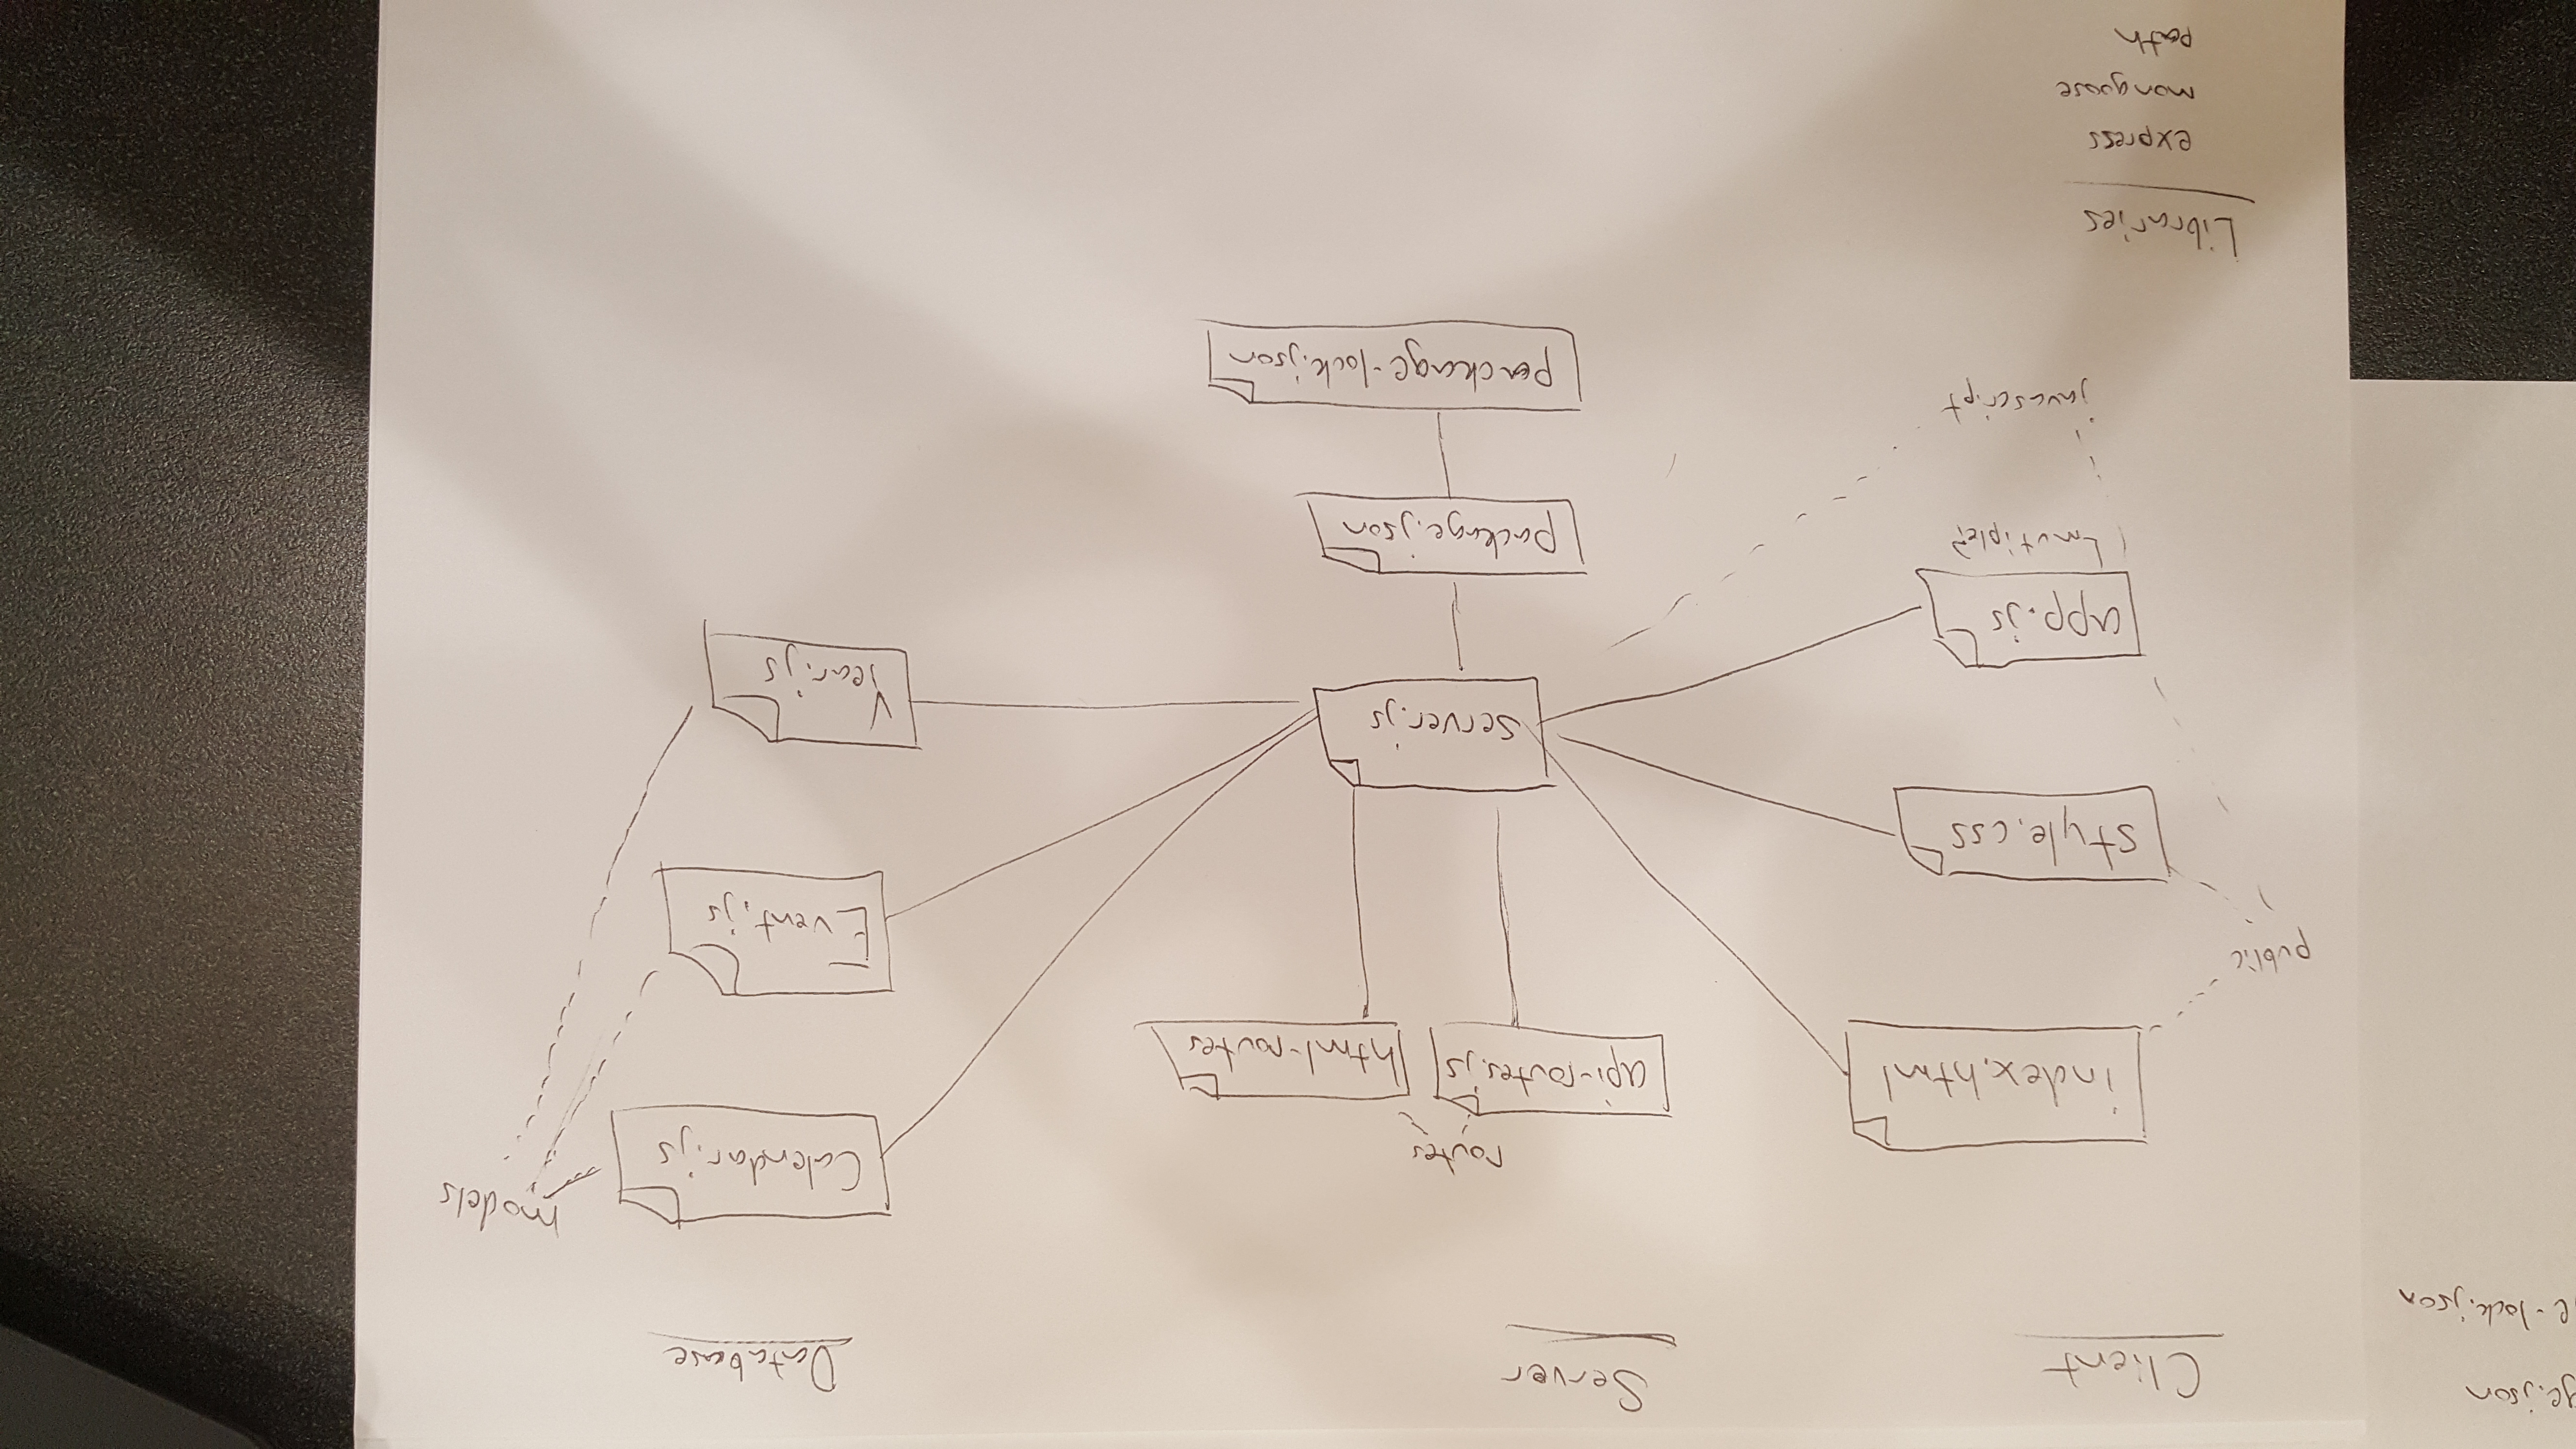 Client
Server
Database
index.html
style.css
app.js
mutiple?
public
javascript
routes
api-routes.js
html-routes
server.js
package.json
package-lock.json
models
Calendar.js
Event.js
Year.js
Libraries
express
mongoose
path
ge.json
e-lock.json